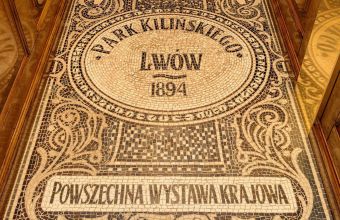 PARK KILIŃSKIEGO
LWÓW
1894
POWSZECHNA WYSTAWA KRAJOWA